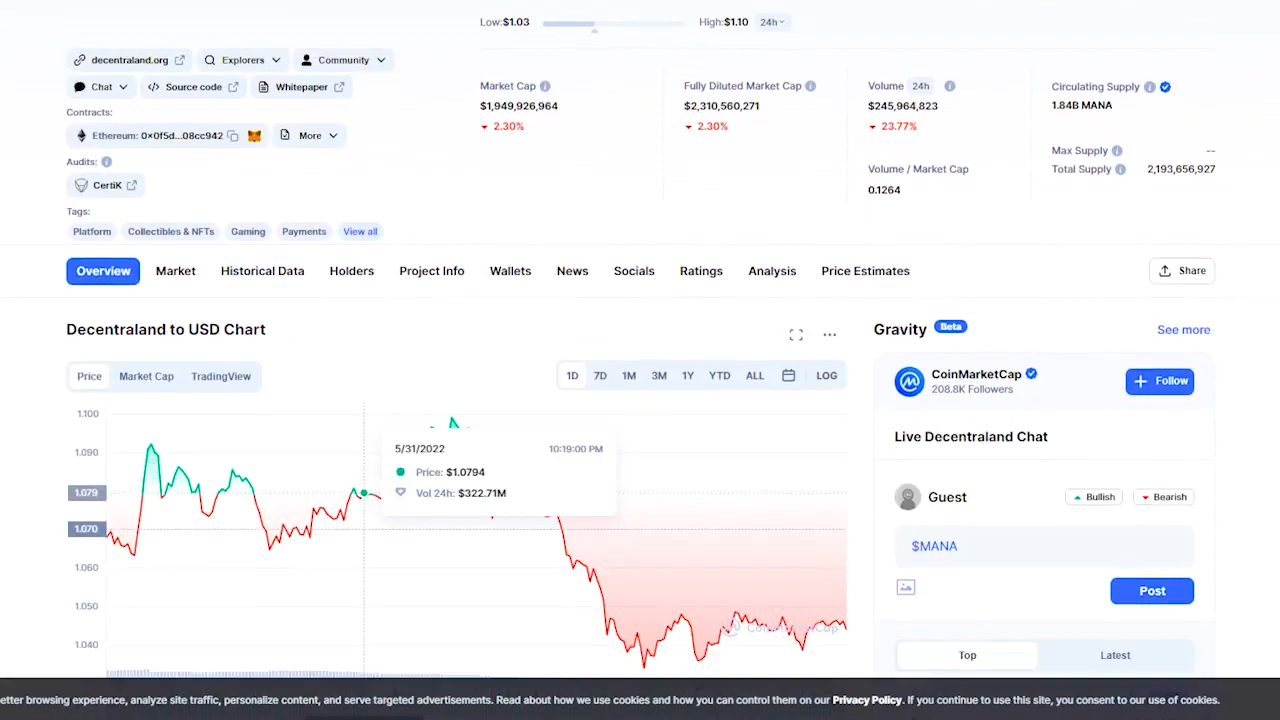 Low:$1.03 High:$1.10 24h
decentraland.org Explorers Community
Chat Source code Whitepaper
Contracts:
Ethereum: 0x0f5d...08cc942 More
Audits:
CertiK
Tags:
Platform Collectibles & NFTs Gaming Payments View all
Market Cap
$1,949,926,964
2.30%
Fully Diluted Market Cap
$2,310,560,271
2.30%
Volume 24h
$245,964,823
23.77%
Volume / Market Cap
0.1264
Circulating Supply
1.84B MANA
Max Supply --
Total Supply 2,193,656,927
Overview Market Historical Data Holders Project Info Wallets News Socials Ratings Analysis Price Estimates Share
Decentraland to USD Chart
Price Market Cap TradingView 1D 7D 1M 3M 1Y YTD ALL LOG
1.100
1.090
1.079
1.070
1.060
1.050
1.040
5/31/2022 10:19:00 PM
Price: $1.0794
Vol 24h: $322.71M
CoinMarketCap
Gravity Beta See more
CoinMarketCap
208.8K Followers
Follow
Live Decentraland Chat
Guest Bullish Bearish
$MANA
Post
Top Latest
etter browsing experience, analyze site traffic, personalize content, and serve targeted advertisements. Read about how we use cookies and how you can control them on our Privacy Policy. If you continue to use this site, you consent to our use of cookies.